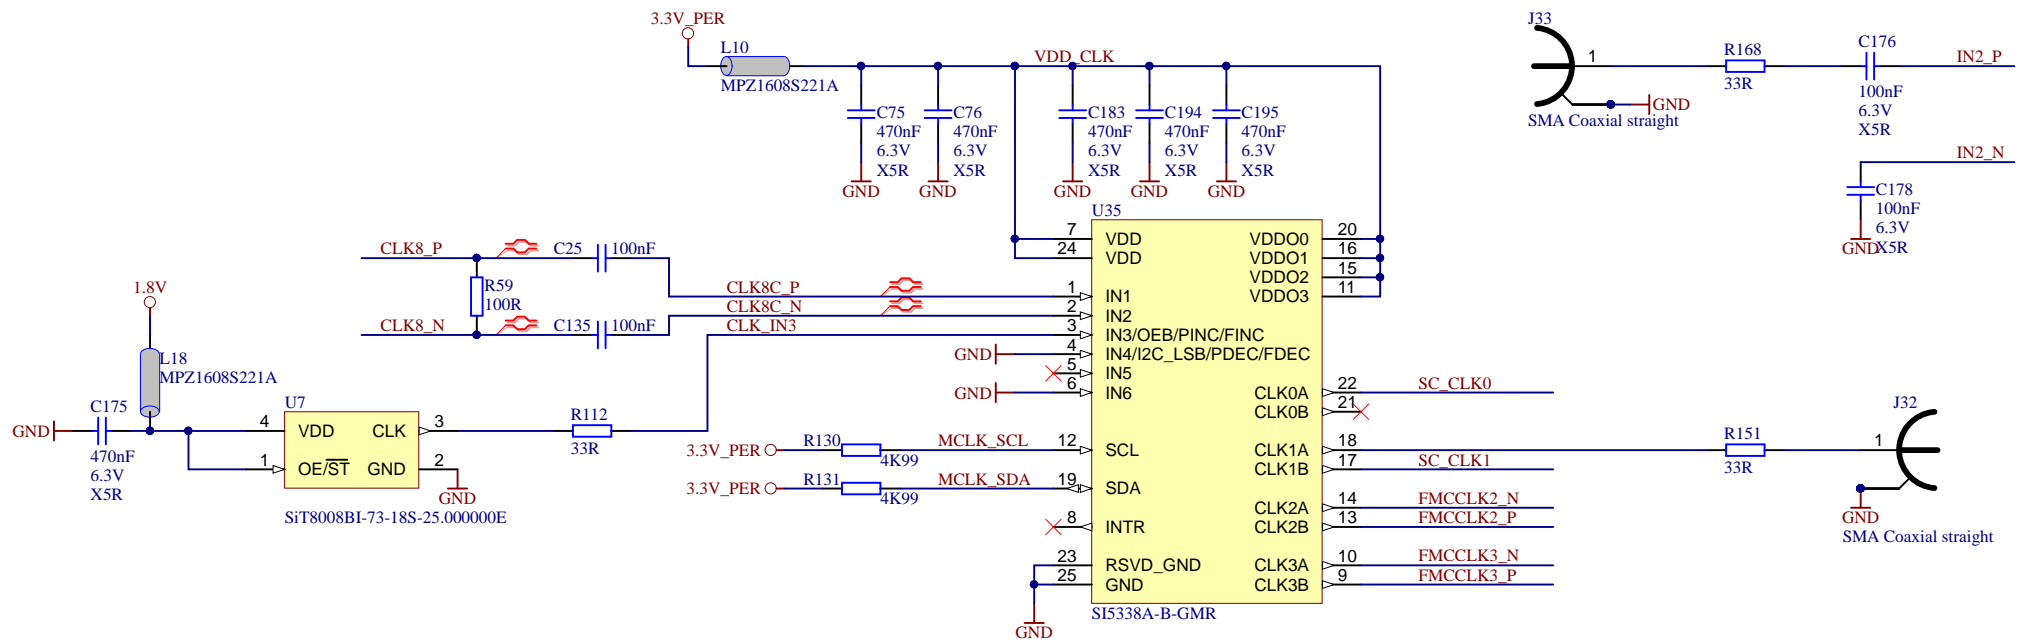 3.3V_PER
L10
MPZ1608S221A
VDD_CLK
C75
470nF
6.3V
X5R
GND
C76
470nF
6.3V
X5R
GND
C183
470nF
6.3V
X5R
GND
C194
470nF
6.3V
X5R
GND
C195
470nF
6.3V
X5R
GND
J33
1
GND
SMA Coaxial straight
R168
33R
C176
100nF
6.3V
X5R
IN2_P
IN2_N
C178
100nF
6.3V
X5R
GND
CLK8_P
R59
100R
CLK8_N
C25
100nF
C135
100nF
CLK8C_P
CLK8C_N
CLK_IN3
1.8V
L18
MPZ1608S221A
C175
470nF
6.3V
X5R
GND
U7
4
VDD
CLK
3
1
OE/ST
GND
2
GND
SiT8008BI-73-18S-25.000000E
R112
33R
GND
GND
3.3V_PER
R130
4K99
MCLK_SCL
3.3V_PER
R131
4K99
MCLK_SDA
U35
7
VDD
24
VDD
1
IN1
2
IN2
3
IN3/OEB/PINC/FINC
4
IN4/I2C_LSB/PDEC/FDEC
5
IN5
6
IN6
12
SCL
19
SDA
8
INTR
23
RSVD_GND
25
GND
GND
VDDO0
20
VDDO1
16
VDDO2
15
VDDO3
11
CLK0A
22
SC_CLK0
CLK0B
21
CLK1A
18
CLK1B
17
SC_CLK1
CLK2A
14
FMCCLK2_N
CLK2B
13
FMCCLK2_P
CLK3A
10
FMCCLK3_N
CLK3B
9
FMCCLK3_P
SI5338A-B-GMR
R151
33R
J32
1
GND
SMA Coaxial straight